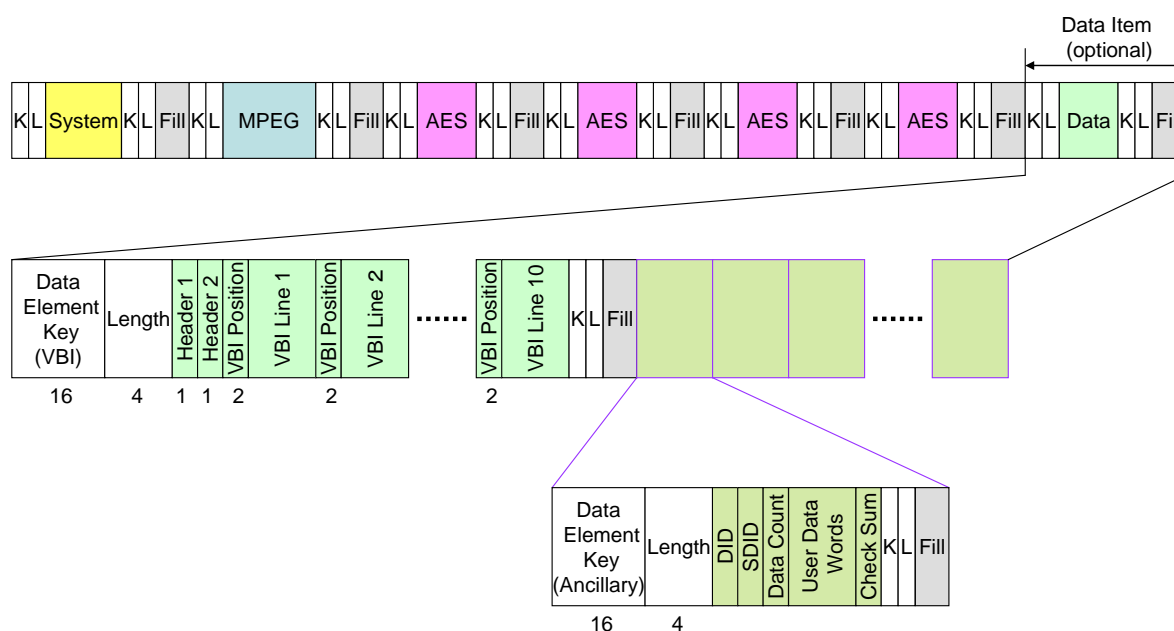 Data Item
(optional)
K L System K L Fill K L MPEG K L Fill K L AES K L Fill K L AES K L Fill K L AES K L Fill K L AES K L Fill K L Data K L Fi
Data
Element
Key
(VBI)
Length
Header 1
Header 2
VBI Position
VBI Line 1
VBI Position
VBI Line 2
......
VBI Position
VBI Line 10
K L Fill
......
16 4 1 1 2 2 2
Data
Element
Key
(Ancillary)
Length
DID
SDID
Data Count
User Data
Words
Check Sum
K L Fill
16 4